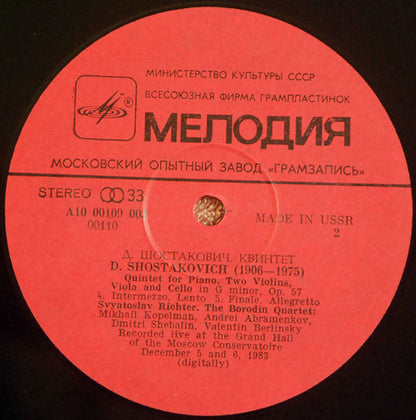 МИНИСТЕРСТВО КУЛЬТУРЫ СССР
ВСЕСОЮЗНАЯ ФИРМА ГРАМПЛАСТИНОК
МЕЛОДИЯ
МОСКОВСКИЙ ОПЫТНЫЙ ЗАВОД «ГРАМЗАПИСЬ»
STEREO 33
А10 00109 003
00110
MADE IN USSR
2
Д. ШОСТАКОВИЧ. КВИНТЕТ
D. SHOSTAKOVICH (1906—1975)
Quintet for Piano, Two Violins,
Viola and Cello in G minor, Op. 57
4. Intermezzo. Lento 5. Finale. Allegretto
Svyatoslav Richter. The Borodin Quartet:
Mikhail Kopelman, Andrei Abramenkov,
Dmitri Shebalin, Valentin Berlinsky
Recorded live at the Grand Hall
of the Moscow Conservatoire
December 5 and 6, 1983
(digitally)